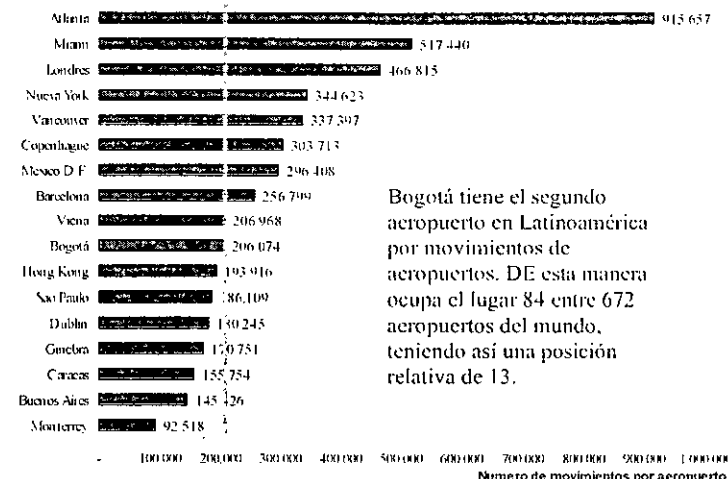 Atlanta 915 657
Miami 517 440
Londres 466 815
Nueva York 344 623
Vancouver 337 397
Copenhague 303 713
Mexico D F 296 408
Barcelona 256 799
Viena 206 968
Bogotá 206 074
Hong Kong 193 916
Sao Paulo 86,109
Dublin 180 245
Ginebra 170 751
Caracas 155 754
Buenos Aires 145 426
Monterrey 92 518
Bogotá tiene el segundo
aeropuerto en Latinoamérica
por movimientos de
aeropuertos. DE esta manera
ocupa el lugar 84 entre 672
aeropuertos del mundo,
teniendo así una posición
relativa de 13.
- 100 000 200,000 300 000 400 000 500 000 600 000 700 000 800 000 900 000 1 000 000
Numero de movimientos por aeropuerto